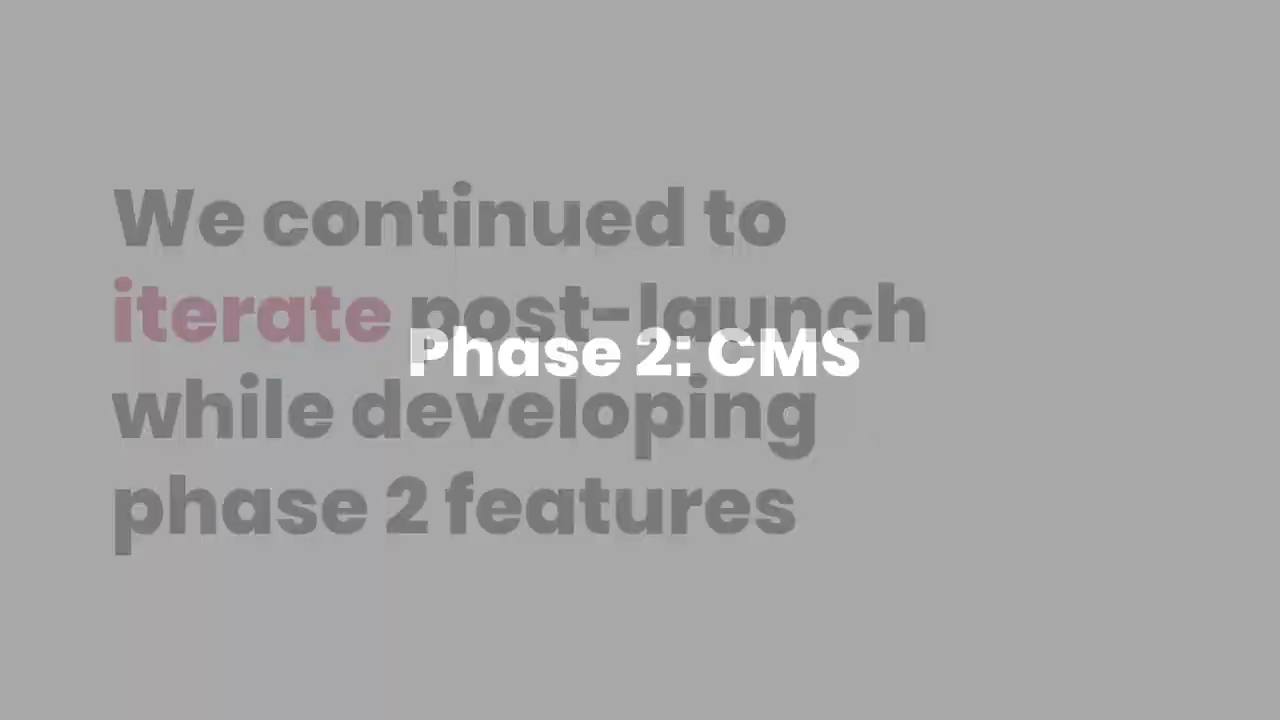 We continued to
iterate post-launch
Phase 2: CMS
while developing
phase 2 features